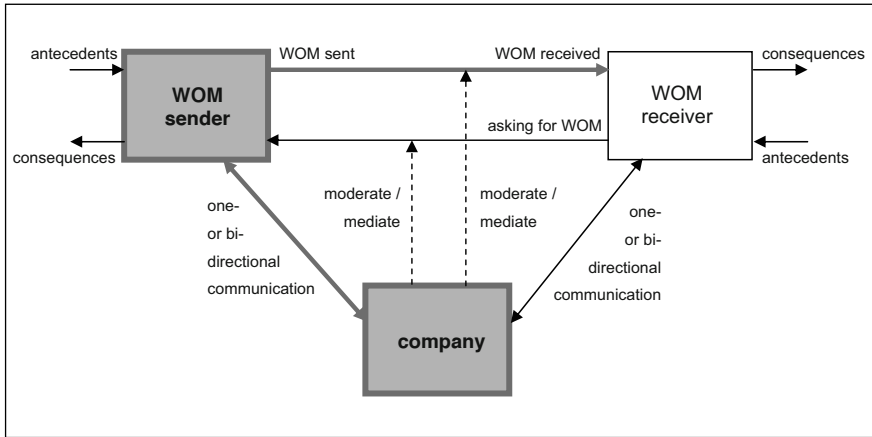 antecedents
WOM sent
WOM received
consequences
WOM
sender
WOM
receiver
asking for WOM
consequences
antecedents
one-
or bi-
directional
communication
moderate /
mediate
moderate /
mediate
one-
or bi-
directional
communication
company